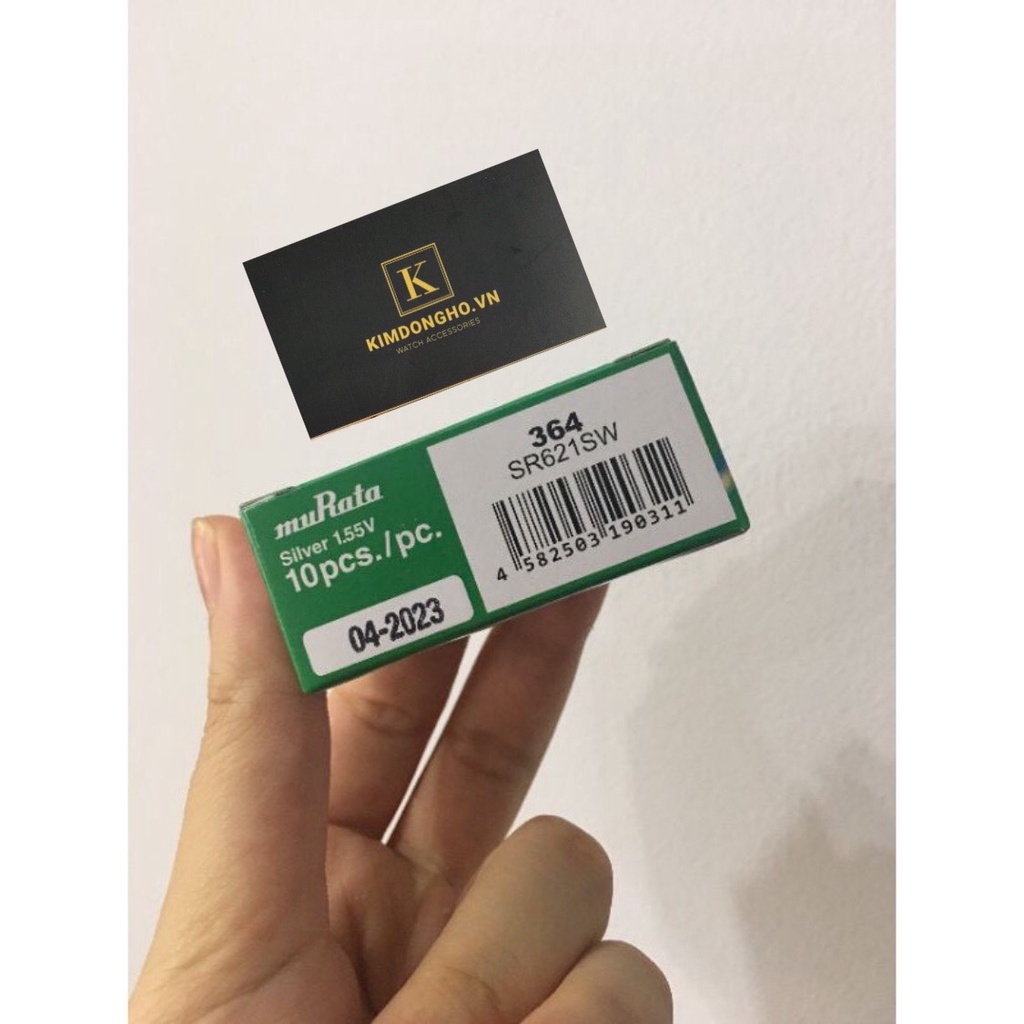 K
KIMDONGHO.VN
WATCH ACCESSORIES
muRata
Silver 1.55V
10pcs./pc.
04-2023
364
SR621SW
4 582503 190311